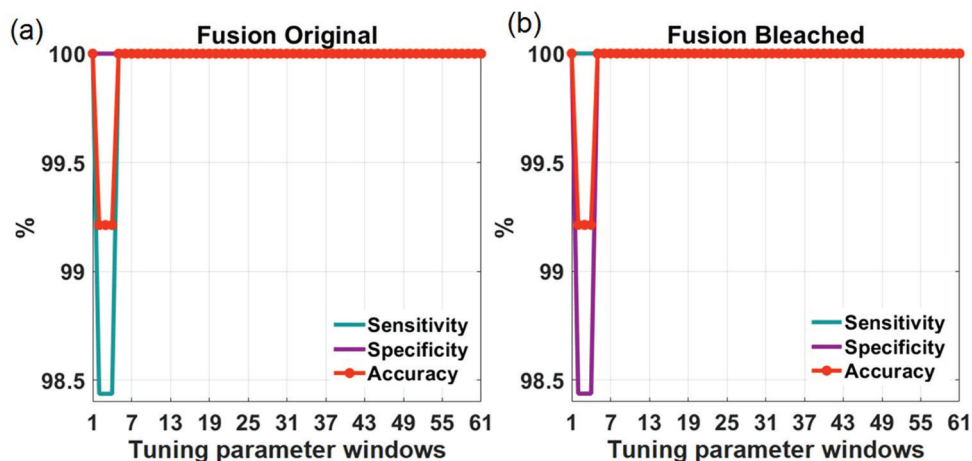 (a)
Fusion Original
100
99.5
99
98.5
%
Sensitivity
Specificity
Accuracy
1 7 13 19 25 31 37 43 49 55 61
Tuning parameter windows
(b)
Fusion Bleached
100
99.5
99
98.5
%
Sensitivity
Specificity
Accuracy
1 7 13 19 25 31 37 43 49 55 61
Tuning parameter windows